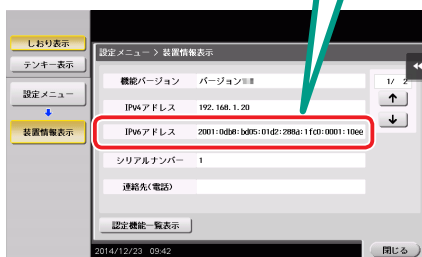 しおり表示
テンキー表示
設定メニュー
装置情報表示
設定メニュー > 装置情報表示
機能バージョン バージョン
1/ 2
IPv4アドレス 192.168.1.20
IPv6アドレス 2001:0db8:bd05:01d2:288a:1fc0:0001:10ee
シリアルナンバー 1
連絡先(電話)
認定機能一覧表示
2014/12/23 09:42
閉じる